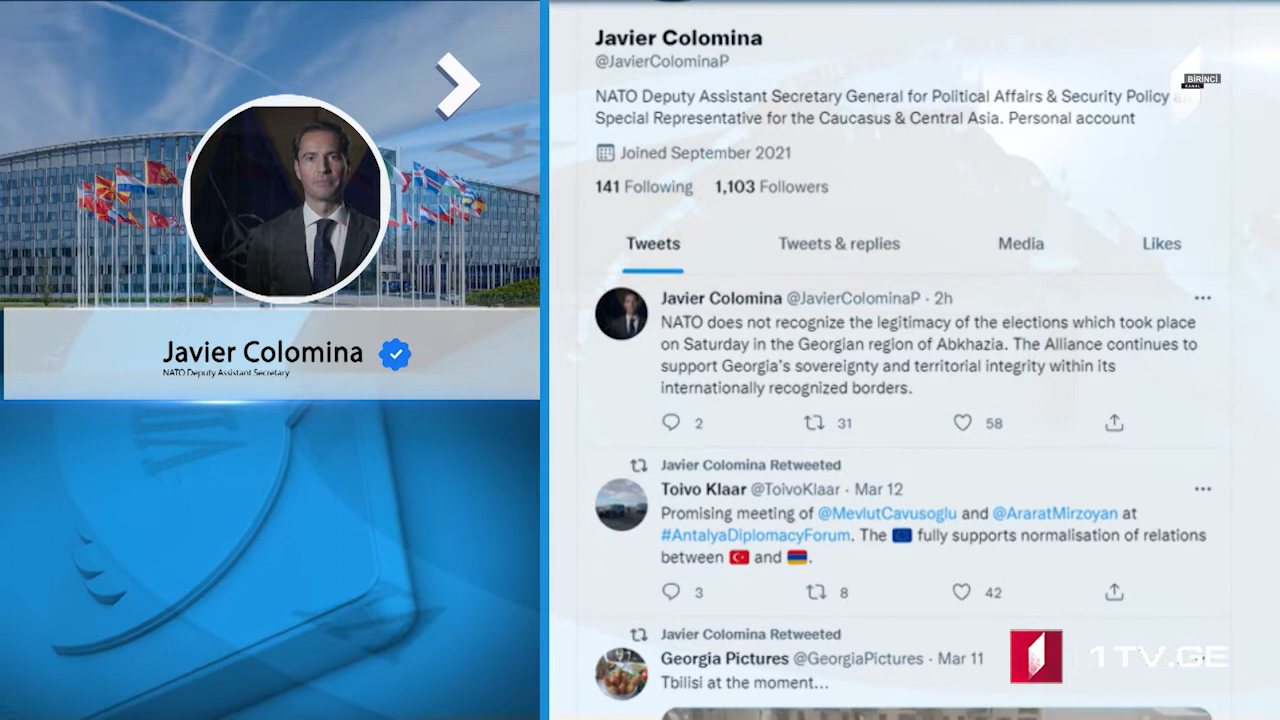 Javier Colomina
NATO Deputy Assistant Secretary
Javier Colomina
@JavierColominaP
NATO Deputy Assistant Secretary General for Political Affairs & Security Policy
Special Representative for the Caucasus & Central Asia. Personal account
Joined September 2021
141 Following 1,103 Followers
Tweets Tweets & replies Media Likes
Javier Colomina @JavierColominaP · 2h
NATO does not recognize the legitimacy of the elections which took place
on Saturday in the Georgian region of Abkhazia. The Alliance continues to
support Georgia's sovereignty and territorial integrity within its
internationally recognized borders.
2 31 58
Javier Colomina Retweeted
Toivo Klaar @ToivoKlaar · Mar 12
Promising meeting of @MevlutCavusoglu and @AraratMirzoyan at
#AntalyaDiplomacyForum. The 🇪🇺 fully supports normalisation of relations
between 🇹🇷 and 🇦🇲.
3 8 42
Javier Colomina Retweeted
Georgia Pictures @GeorgiaPictures · Mar 11
Tbilisi at the moment...
BİRİNCİ
KANAL
1TV.GE